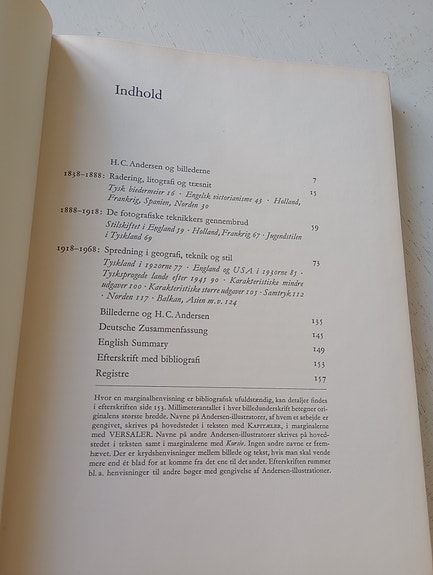 Indhold
H. C. Andersen og billederne 7
1838–1888: Radering, litografi og træsnit 15
Tysk biedermeier 16 · Engelsk victorianisme 43 · Holland,
Frankrig, Spanien, Norden 30
1888–1918: De fotografiske teknikkers gennembrud 59
Stilskiftet i England 59 · Holland, Frankrig 67 · Jugendstilen
i Tyskland 69
1918–1968: Spredning i geografi, teknik og stil 73
Tyskland i 1920rne 77 · England og USA i 1930rne 85 ·
Tysksprogede lande efter 1945 90 · Karakteristiske mindre
udgaver 100 · Karakteristiske større udgaver 105 · Samtryk 112
· Norden 117 · Balkan, Asien m.v. 124
Billederne og H. C. Andersen 135
Deutsche Zusammenfassung 145
English Summary 149
Efterskrift med bibliografi 153
Registre 157
Hvor en marginalhenvisning er bibliografisk ufuldstændig, kan detaljer findes
i efterskriften side 153. Millimeterantallet i hver billedunderskrift betegner ori-
ginalens største bredde. Navne på Andersen-illustratorer, af hvem et arbejde er
gengivet, skrives på hovedstedet i teksten med KAPITÆLER, i marginalerne
med VERSALER. Navne på andre Andersen-illustratorer skrives på hoved-
stedet i teksten samt i marginalerne med Kursiv. Ingen andre navne er frem-
hævet. Der er krydshenvisninger mellem billede og tekst, hvis man skal vende
mere end ét blad for at komme fra det ene til det andet. Efterskriften rummer
bl. a. henvisninger til andre bøger med gengivelse af Andersen-illustrationer.